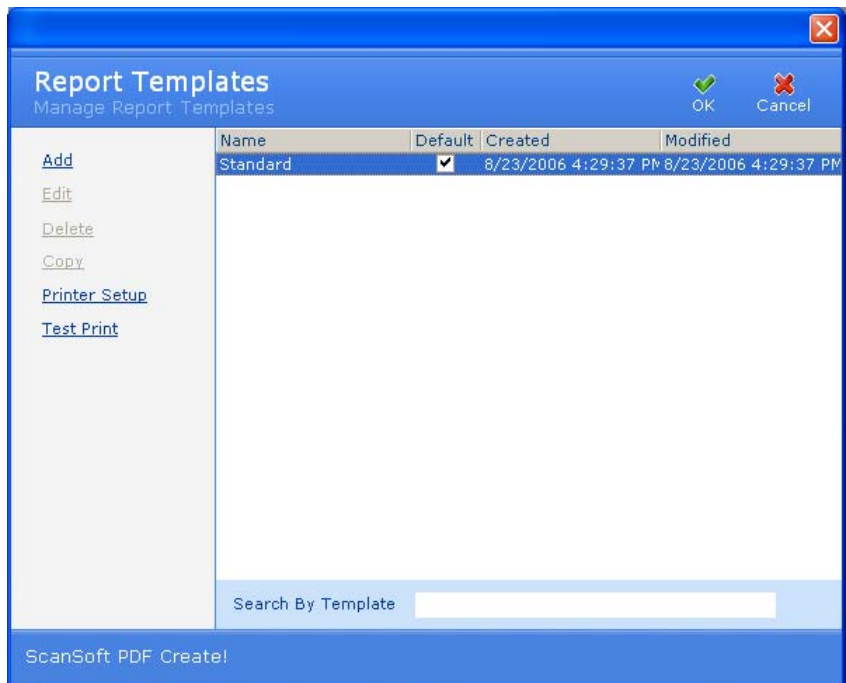 Report Templates
Manage Report Templates
OK
Cancel
Add
Edit
Delete
Copy
Printer Setup
Test Print
Name Default Created Modified
Standard 8/23/2006 4:29:37 PM 8/23/2006 4:29:37 PM
Search By Template
ScanSoft PDF Create!